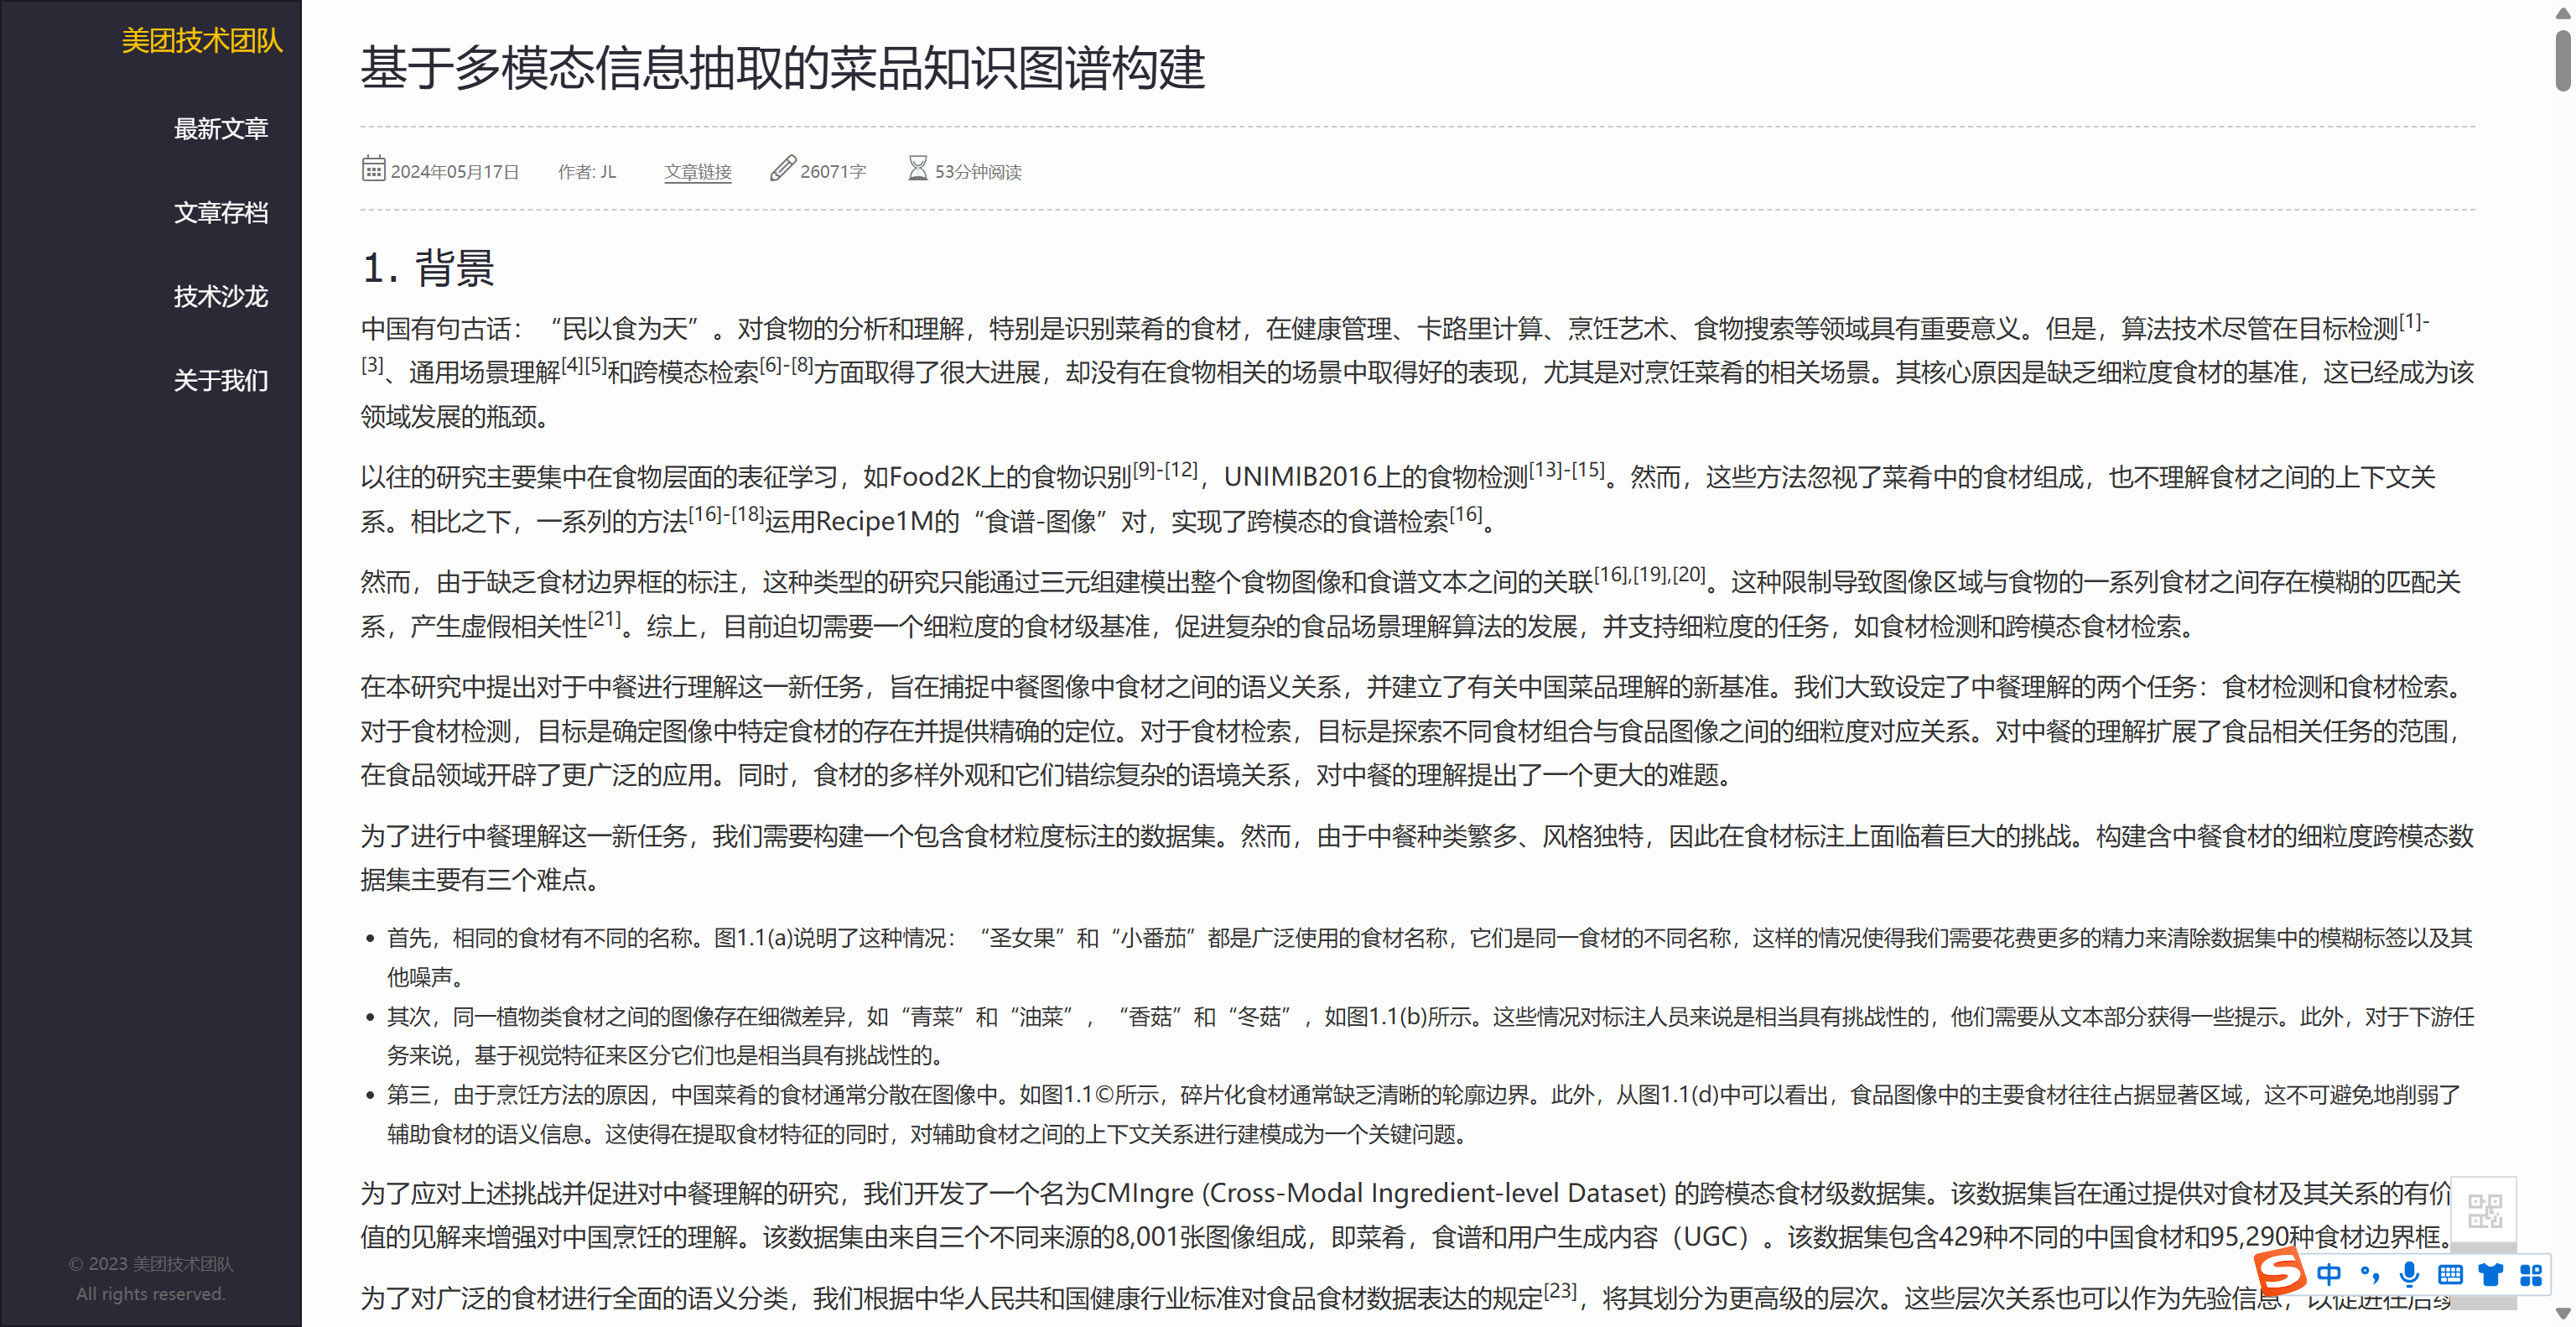 美团技术团队
最新文章
文章存档
技术沙龙
关于我们
© 2023 美团技术团队
All rights reserved.
基于多模态信息抽取的菜品知识图谱构建
2024年05月17日 作者: JL 文章链接 26071字 53分钟阅读
1. 背景
中国有句古话：“民以食为天”。对食物的分析和理解，特别是识别菜肴的食材，在健康管理、卡路里计算、烹饪艺术、食物搜索等领域具有重要意义。但是，算法技术尽管在目标检测[1]-
[3]、通用场景理解[4][5]和跨模态检索[6]-[8]方面取得了很大进展，却没有在食物相关的场景中取得好的表现，尤其是对烹饪菜肴的相关场景。其核心原因是缺乏细粒度食材的基准，这已经成为该
领域发展的瓶颈。
以往的研究主要集中在食物层面的表征学习，如Food2K上的食物识别[9]-[12]，UNIMIB2016上的食物检测[13]-[15]。然而，这些方法忽视了菜肴中的食材组成，也不理解食材之间的上下文关
系。相比之下，一系列的方法[16]-[18]运用Recipe1M的“食谱-图像”对，实现了跨模态的食谱检索[16]。
然而，由于缺乏食材边界框的标注，这种类型的研究只能通过三元组建模出整个食物图像和食谱文本之间的关联[16],[19],[20]。这种限制导致图像区域与食物的一系列食材之间存在模糊的匹配关
系，产生虚假相关性[21]。综上，目前迫切需要一个细粒度的食材级基准，促进复杂的食品场景理解算法的发展，并支持细粒度的任务，如食材检测和跨模态食材检索。
在本研究中提出对于中餐进行理解这一新任务，旨在捕捉中餐图像中食材之间的语义关系，并建立了有关中国菜品理解的新基准。我们大致设定了中餐理解的两个任务：食材检测和食材检索。
对于食材检测，目标是确定图像中特定食材的存在并提供精确的定位。对于食材检索，目标是探索不同食材组合与食品图像之间的细粒度对应关系。对中餐的理解扩展了食品相关任务的范围，
在食品领域开辟了更广泛的应用。同时，食材的多样外观和它们错综复杂的语境关系，对中餐的理解提出了一个更大的难题。
为了进行中餐理解这一新任务，我们需要构建一个包含食材粒度标注的数据集。然而，由于中餐种类繁多、风格独特，因此在食材标注上面临着巨大的挑战。构建含中餐食材的细粒度跨模态数
据集主要有三个难点。
• 首先，相同的食材有不同的名称。图1.1(a)说明了这种情况：“圣女果”和“小番茄”都是广泛使用的食材名称，它们是同一食材的不同名称，这样的情况使得我们需要花费更多的精力来清除数据集中的模糊标签以及其
他噪声。
• 其次，同一植物类食材之间的图像存在细微差异，如“青菜”和“油菜”，“香菇”和“冬菇”，如图1.1(b)所示。这些情况对标注人员来说是相当具有挑战性的，他们需要从文本部分获得一些提示。此外，对于下游任
务来说，基于视觉特征来区分它们也是相当具有挑战性的。
• 第三，由于烹饪方法的原因，中国菜肴的食材通常分散在图像中。如图1.1©所示，碎片化食材通常缺乏清晰的轮廓边界。此外，从图1.1(d)中可以看出，食品图像中的主要食材往往占据显著区域，这不可避免地削弱了
辅助食材的语义信息。这使得在提取食材特征的同时，对辅助食材之间的上下文关系进行建模成为一个关键问题。
为了应对上述挑战并促进对中餐理解的研究，我们开发了一个名为CMIngre (Cross-Modal Ingredient-level Dataset) 的跨模态食材级数据集。该数据集旨在通过提供对食材及其关系的有价
值的见解来增强对中国烹饪的理解。该数据集由来自三个不同来源的8,001张图像组成，即菜肴，食谱和用户生成内容（UGC）。该数据集包含429种不同的中国食材和95,290种食材边界框。
为了对广泛的食材进行全面的语义分类，我们根据中华人民共和国健康行业标准对食品食材数据表达的规定[23]，将其划分为更高级的层次。这些层次关系也可以作为先验信息，以促进在后续
中